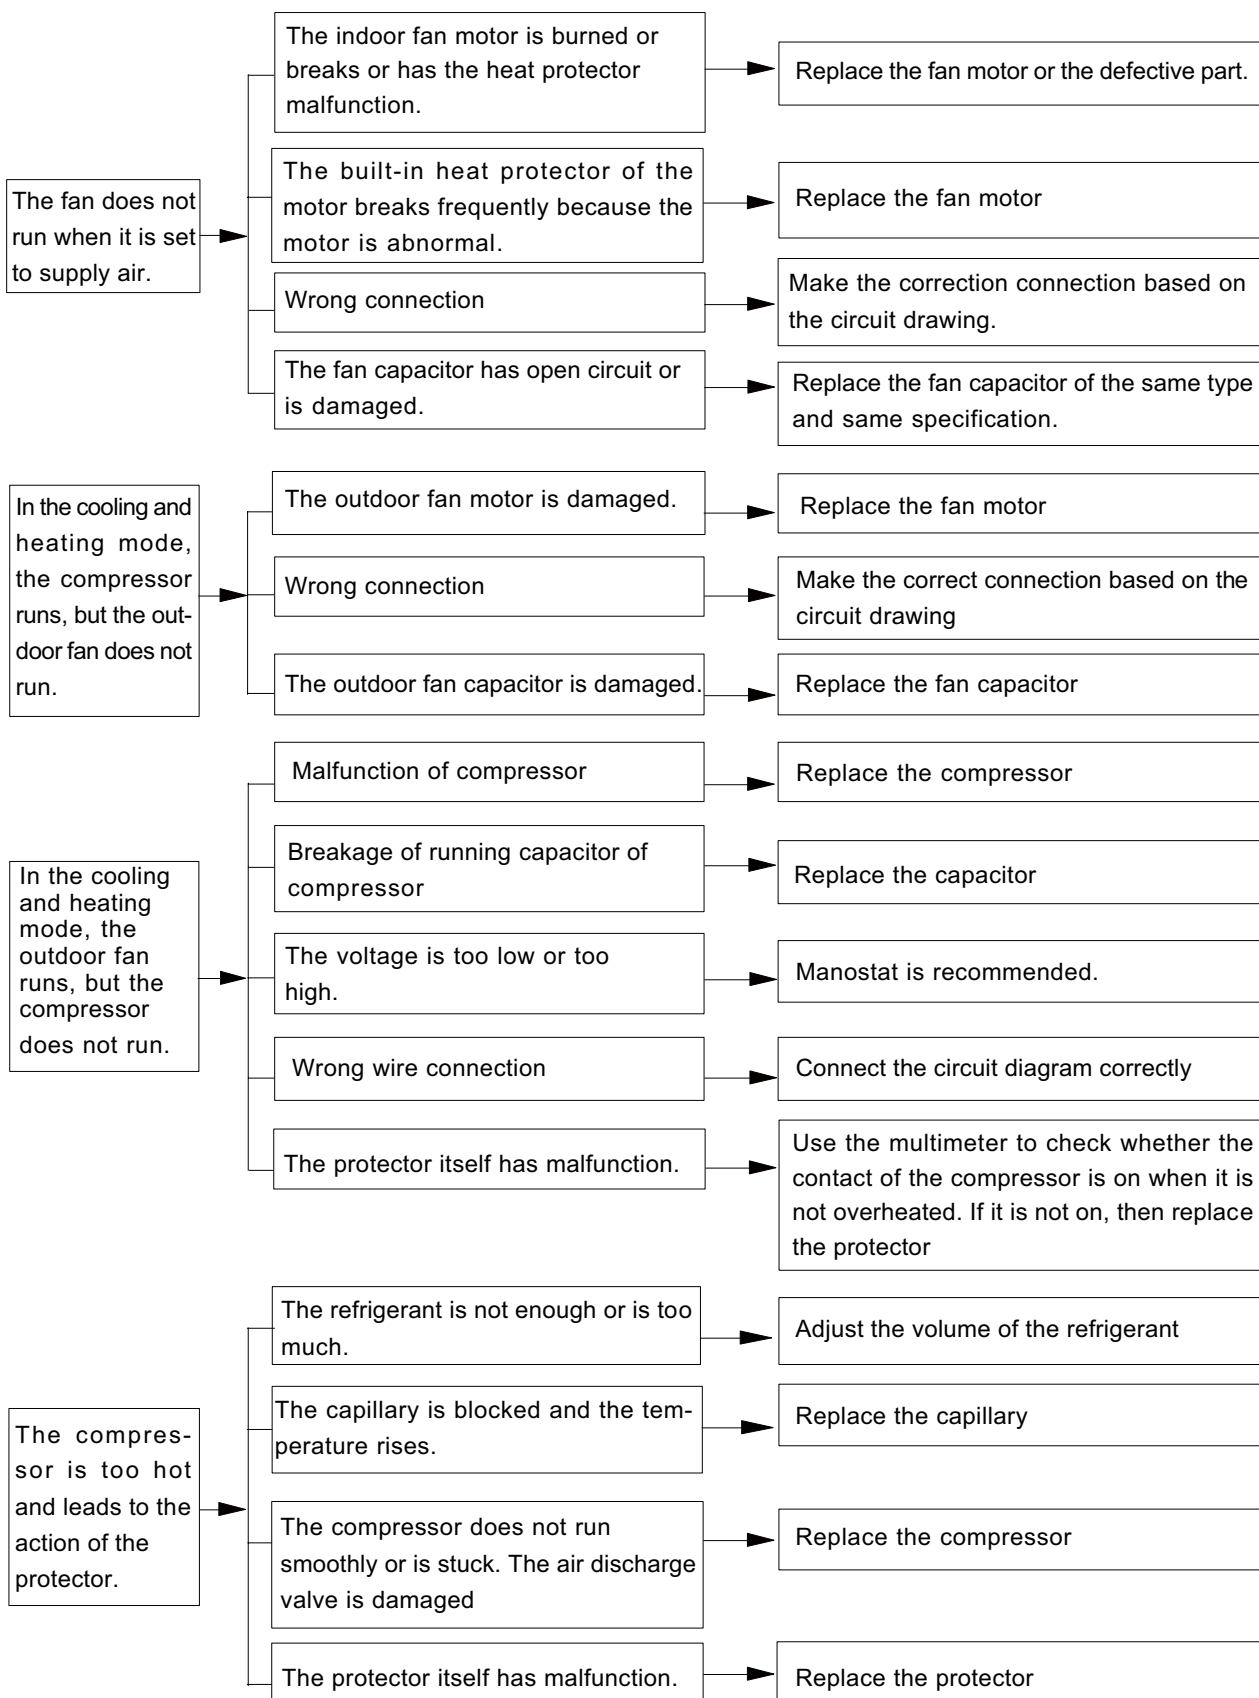 The fan does not
run when it is set
to supply air.
The indoor fan motor is burned or
breaks or has the heat protector
malfunction.
Replace the fan motor or the defective part.
The built-in heat protector of the
motor breaks frequently because the
motor is abnormal.
Replace the fan motor
Wrong connection
Make the correction connection based on
the circuit drawing.
The fan capacitor has open circuit or
is damaged.
Replace the fan capacitor of the same type
and same specification.
In the cooling and
heating mode,
the compressor
runs, but the out-
door fan does not
run.
The outdoor fan motor is damaged.
Replace the fan motor
Wrong connection
Make the correct connection based on the
circuit drawing
The outdoor fan capacitor is damaged.
Replace the fan capacitor
In the cooling
and heating
mode, the
outdoor fan
runs, but the
compressor
does not run.
Malfunction of compressor
Replace the compressor
Breakage of running capacitor of
compressor
Replace the capacitor
The voltage is too low or too
high.
Manostat is recommended.
Wrong wire connection
Connect the circuit diagram correctly
The protector itself has malfunction.
Use the multimeter to check whether the
contact of the compressor is on when it is
not overheated. If it is not on, then replace
the protector
The compres-
sor is too hot
and leads to the
action of the
protector.
The refrigerant is not enough or is too
much.
Adjust the volume of the refrigerant
The capillary is blocked and the tem-
perature rises.
Replace the capillary
The compressor does not run
smoothly or is stuck. The air discharge
valve is damaged
Replace the compressor
The protector itself has malfunction.
Replace the protector